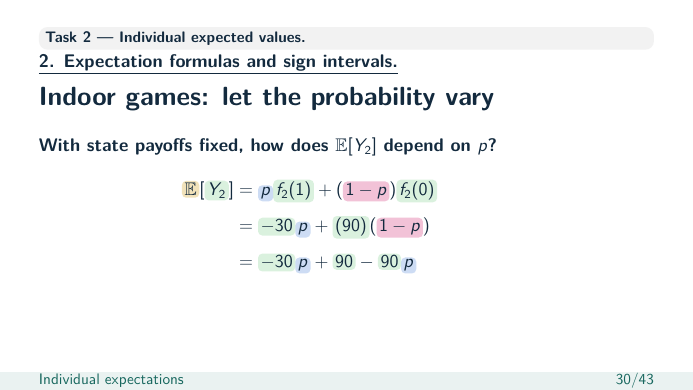 Task 2 — Individual expected values.
2. Expectation formulas and sign intervals.
Indoor games: let the probability vary
With state payoffs fixed, how does 𝔼[Y₂] depend on p?
𝔼[Y₂] = p f₂(1) + (1 − p) f₂(0)
= −30 p + (90)(1 − p)
= −30 p + 90 − 90 p
Individual expectations
30/43